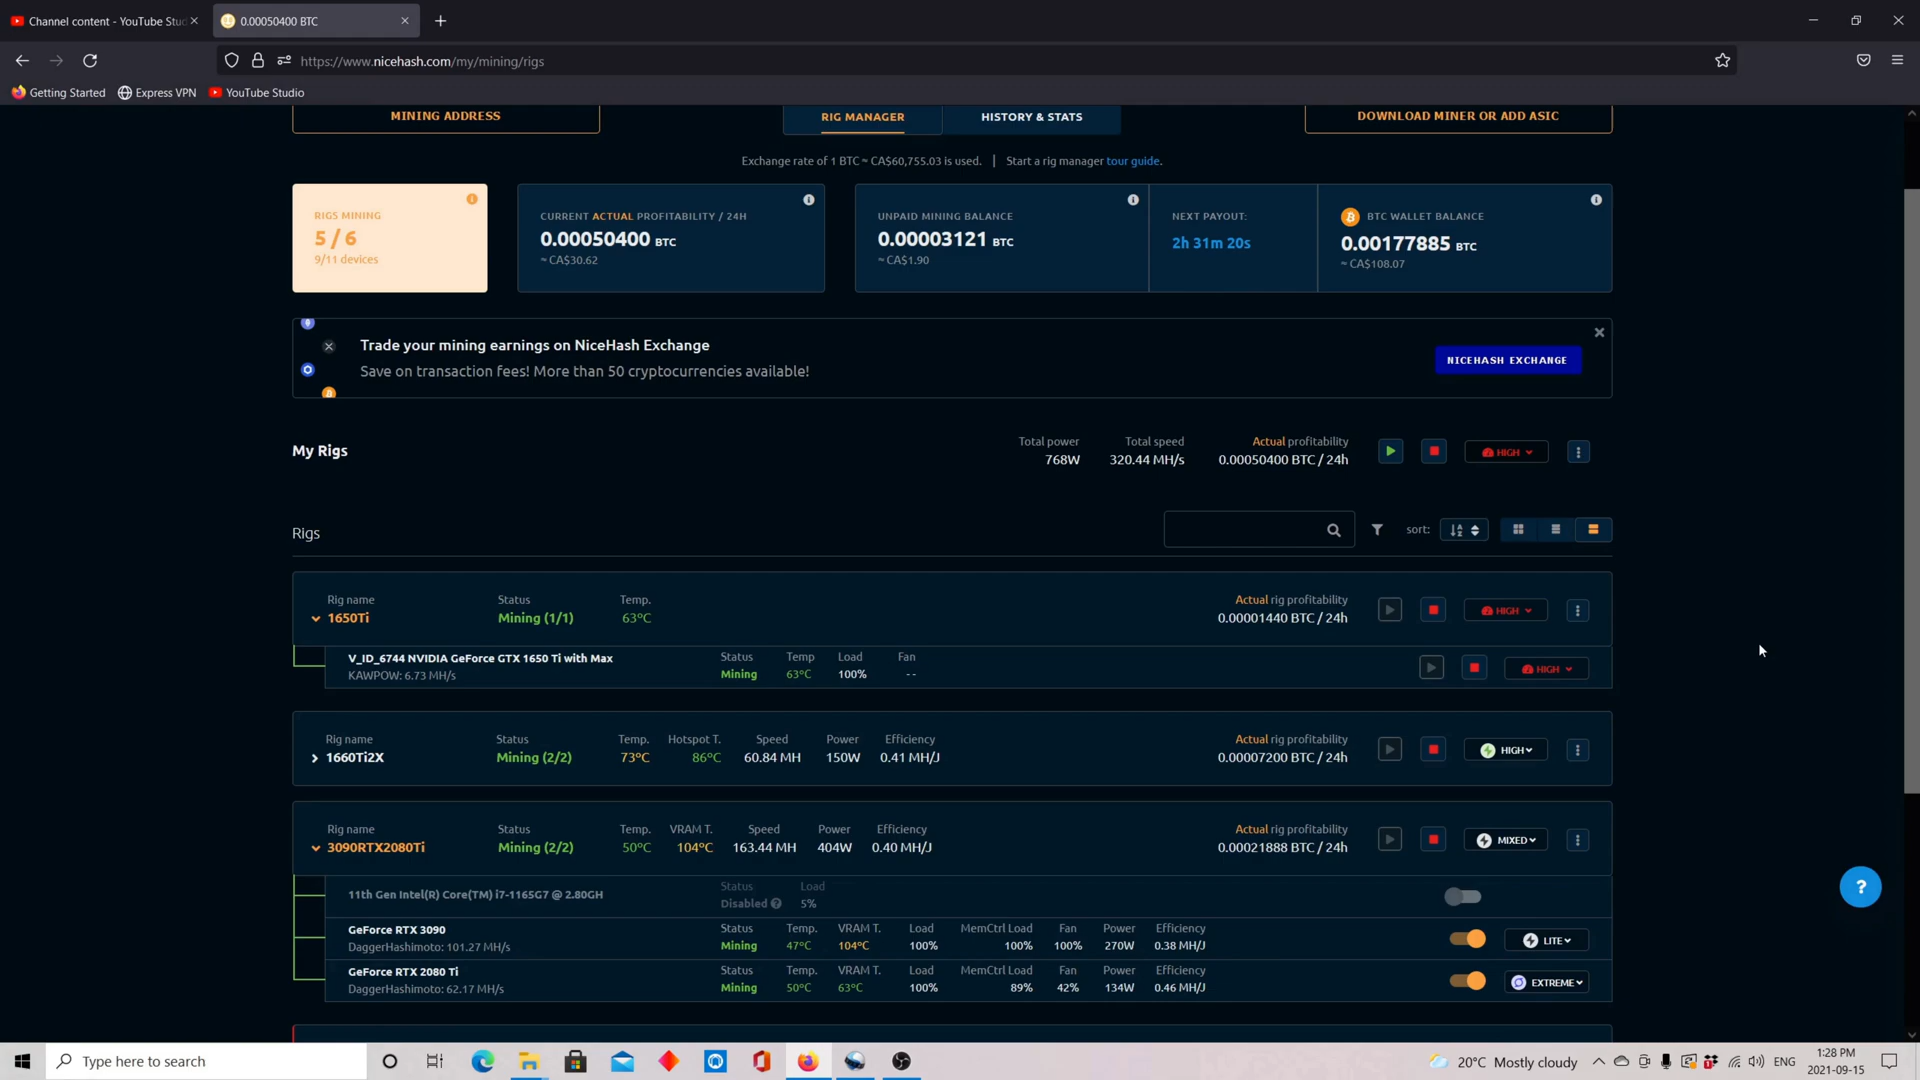 Channel content - YouTube Stud
0.00050400 BTC
https://www.nicehash.com/my/mining/rigs
Getting Started
Express VPN
YouTube Studio
MINING ADDRESS
RIG MANAGER
HISTORY & STATS
DOWNLOAD MINER OR ADD ASIC
Exchange rate of 1 BTC ≈ CA$60,755.03 is used. | Start a rig manager tour guide.
RIGS MINING
5 / 6
9/11 devices
CURRENT ACTUAL PROFITABILITY / 24H
0.00050400 BTC
≈ CA$30.62
UNPAID MINING BALANCE
0.00003121 BTC
≈ CA$1.90
NEXT PAYOUT:
2h 31m 20s
BTC WALLET BALANCE
0.00177885 BTC
≈ CA$108.07
Trade your mining earnings on NiceHash Exchange
Save on transaction fees! More than 50 cryptocurrencies available!
NICEHASH EXCHANGE
My Rigs
Total power Total speed Actual profitability
768W 320.44 MH/s 0.00050400 BTC / 24h HIGH
Rigs
sort:
Rig name Status Temp. Actual rig profitability
1650Ti Mining (1/1) 63°C 0.00001440 BTC / 24h HIGH
V_ID_6744 NVIDIA GeForce GTX 1650 Ti with Max Status Temp Load Fan
KAWPOW: 6.73 MH/s Mining 63°C 100% -- HIGH
Rig name Status Temp. Hotspot T. Speed Power Efficiency Actual rig profitability
1660Ti2X Mining (2/2) 73°C 86°C 60.84 MH 150W 0.41 MH/J 0.00007200 BTC / 24h HIGH
Rig name Status Temp. VRAM T. Speed Power Efficiency Actual rig profitability
3090RTX2080Ti Mining (2/2) 50°C 104°C 163.44 MH 404W 0.40 MH/J 0.00021888 BTC / 24h MIXED
11th Gen Intel(R) Core(TM) i7-1165G7 @ 2.80GH Status Load
Disabled 5%
GeForce RTX 3090 Status Temp. VRAM T. Load MemCtrl Load Fan Power Efficiency
DaggerHashimoto: 101.27 MH/s Mining 47°C 104°C 100% 100% 100% 270W 0.38 MH/J LITE
GeForce RTX 2080 Ti Status Temp. VRAM T. Load MemCtrl Load Fan Power Efficiency
DaggerHashimoto: 62.17 MH/s Mining 50°C 63°C 100% 89% 42% 134W 0.46 MH/J EXTREME
?
Type here to search
20°C Mostly cloudy
ENG
1:28 PM
2021-09-15